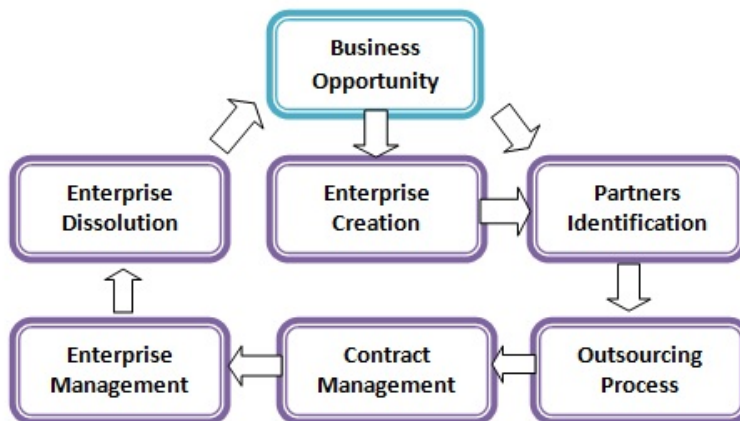 Business
Opportunity
Enterprise
Dissolution
Enterprise
Creation
Partners
Identification
Enterprise
Management
Contract
Management
Outsourcing
Process